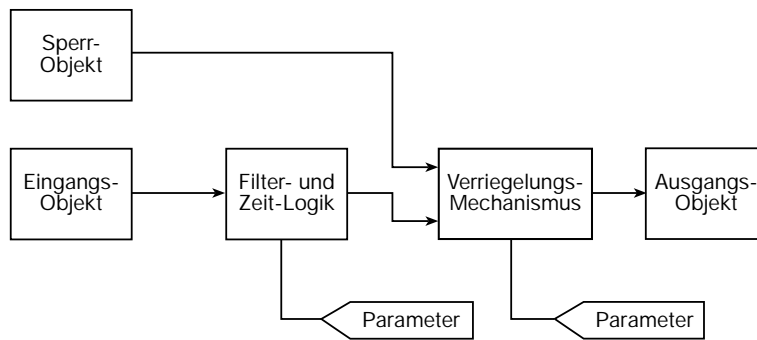 Sperr-
Objekt
Eingangs-
Objekt
Filter- und
Zeit-Logik
Verriegelungs-
Mechanismus
Ausgangs-
Objekt
Parameter
Parameter